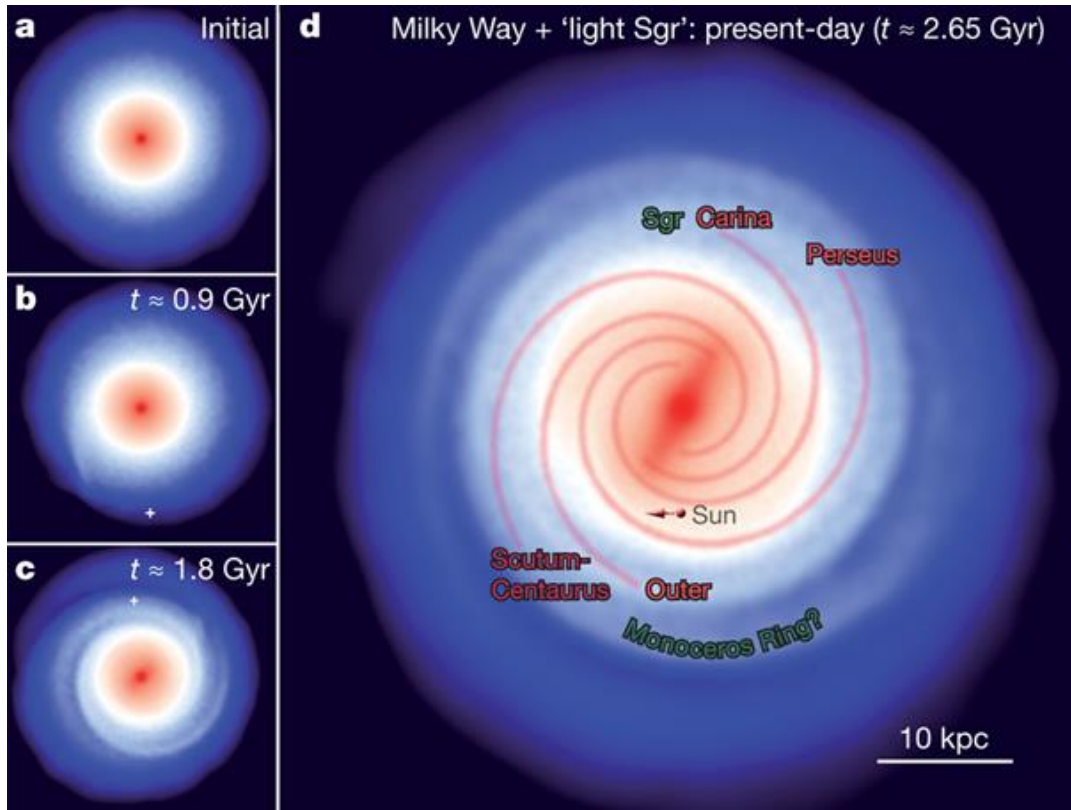 a Initial
b t ≈ 0.9 Gyr
c t ≈ 1.8 Gyr
d Milky Way + ‘light Sgr’: present-day (t ≈ 2.65 Gyr)
Sgr Carina
Perseus
Sun
Scutum-
Centaurus
Outer
Monoceros Ring?
10 kpc